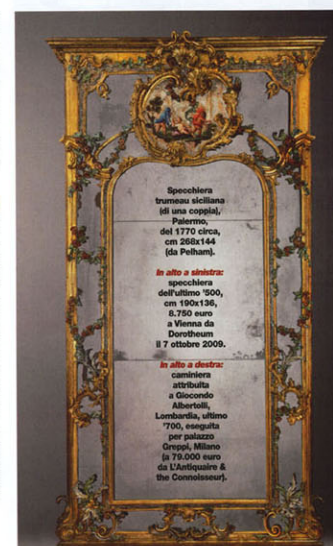 Specchiera
trumeau siciliana
(di una coppia),
Palermo,
del 1770 circa,
cm 268x144
(da Pelham).
In alto a sinistra:
specchiera
dell'ultimo '500,
cm 190x136,
8.750 euro
a Vienna da
Dorotheum
il 7 ottobre 2009.
In alto a destra:
caminiera
attribuita
a Giocondo
Albertolli,
Lombardia, ultimo
'700, eseguita
per palazzo
Greppi, Milano
(a 79.000 euro
da L'Antiquaire &
the Connoisseur).